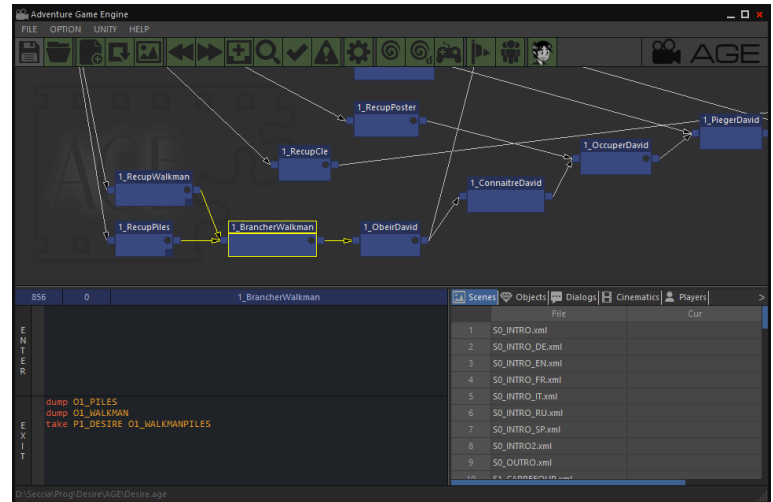 Adventure Game Engine
FILE OPTION UNITY HELP
AGE
1_RecupPoster
1_PiegerDavid
1_OccuperDavid
1_RecupCle
1_RecupWalkman
1_ConnaitreDavid
1_RecupPiles
1_BrancherWalkman
1_ObeirDavid
856 0 1_BrancherWalkman
Scenes Objects Dialogs Cinematics Players >
File Cur
1 S0_INTRO.xml
2 S0_INTRO_DE.xml
3 S0_INTRO_EN.xml
4 S0_INTRO_FR.xml
5 S0_INTRO_IT.xml
6 S0_INTRO_RU.xml
7 S0_INTRO_SP.xml
8 S0_INTRO2.xml
9 S0_OUTRO.xml
10 S1_CARREFOUR.xml
ENTER
EXIT
dump O1_PILES
dump O1_WALKMAN
take P1_DESIRE O1_WALKMANPILES
D:\Seccia\Prog\Desire\AGE\Desire.age